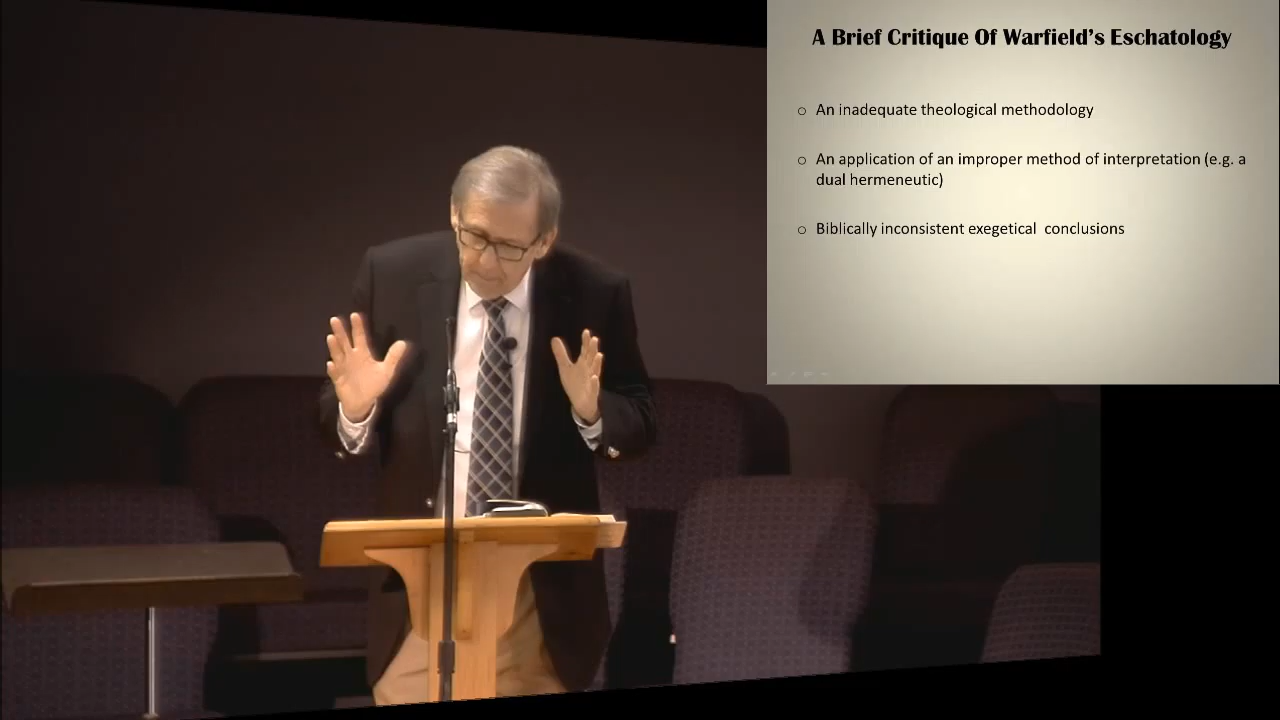 A Brief Critique Of Warfield's Eschatology
o An inadequate theological methodology
o An application of an improper method of interpretation (e.g. a
dual hermeneutic)
o Biblically inconsistent exegetical conclusions